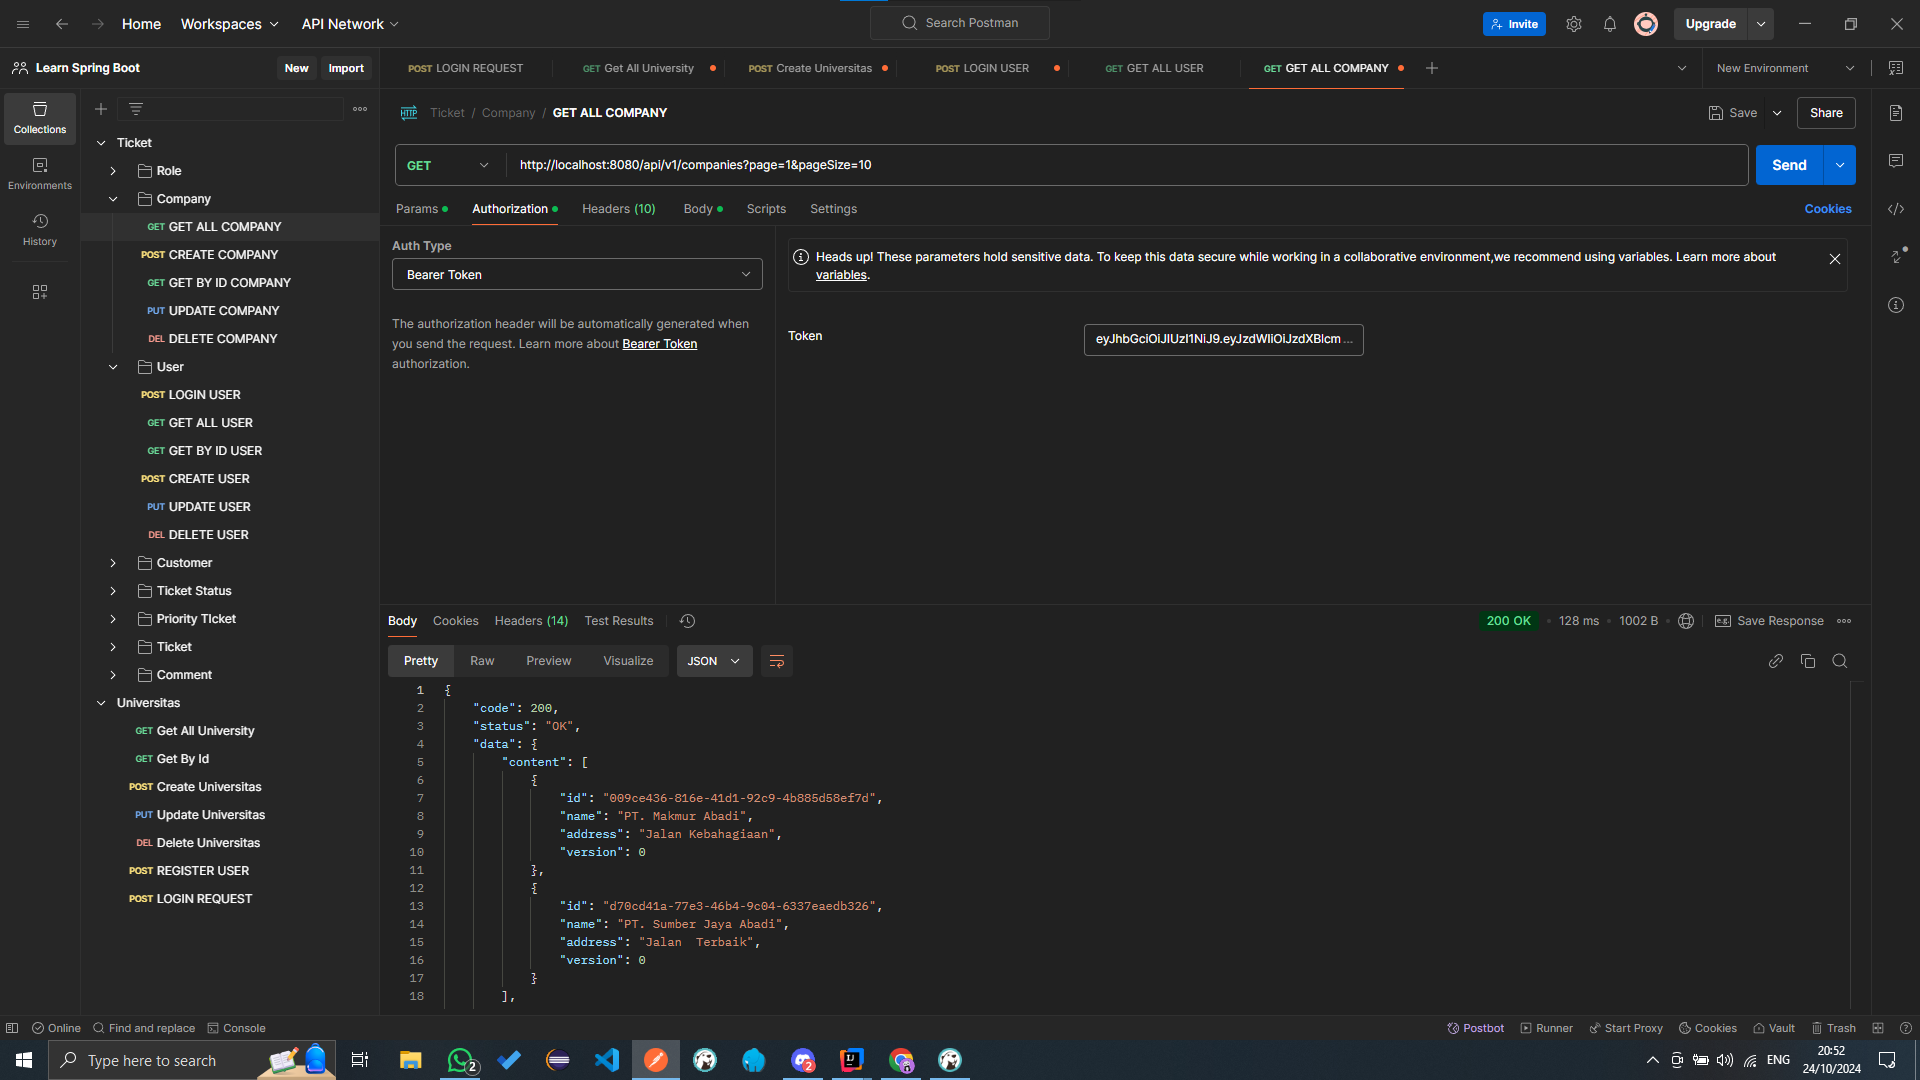 Home Workspaces API Network Search Postman Invite Upgrade
Learn Spring Boot New Import
POST LOGIN REQUEST GET Get All University POST Create Universitas POST LOGIN USER GET GET ALL USER GET GET ALL COMPANY New Environment
Collections
Environments
History
Ticket
Role
Company
GET GET ALL COMPANY
POST CREATE COMPANY
GET GET BY ID COMPANY
PUT UPDATE COMPANY
DEL DELETE COMPANY
User
POST LOGIN USER
GET GET ALL USER
GET GET BY ID USER
POST CREATE USER
PUT UPDATE USER
DEL DELETE USER
Customer
Ticket Status
Priority TIcket
Ticket
Comment
Universitas
GET Get All University
GET Get By Id
POST Create Universitas
PUT Update Universitas
DEL Delete Universitas
POST REGISTER USER
POST LOGIN REQUEST
HTTP Ticket / Company / GET ALL COMPANY Save Share
GET http://localhost:8080/api/v1/companies?page=1&pageSize=10 Send
Params Authorization Headers (10) Body Scripts Settings Cookies
Auth Type
Bearer Token
The authorization header will be automatically generated when
you send the request. Learn more about Bearer Token
authorization.
Heads up! These parameters hold sensitive data. To keep this data secure while working in a collaborative environment,we recommend using variables. Learn more about
variables.
Token eyJhbGciOiJIUzI1NiJ9.eyJzdWIiOiJzdXBlcm ...
Body Cookies Headers (14) Test Results 200 OK 128 ms 1002 B e.g. Save Response
Pretty Raw Preview Visualize JSON
1 {
2 "code": 200,
3 "status": "OK",
4 "data": {
5 "content": [
6 {
7 "id": "009ce436-816e-41d1-92c9-4b885d58ef7d",
8 "name": "PT. Makmur Abadi",
9 "address": "Jalan Kebahagiaan",
10 "version": 0
11 },
12 {
13 "id": "d70cd41a-77e3-46b4-9c04-6337eaedb326",
14 "name": "PT. Sumber Jaya Abadi",
15 "address": "Jalan  Terbaik",
16 "version": 0
17 }
18 ],
Online Find and replace Console Postbot Runner Start Proxy Cookies Vault Trash
Type here to search 2 2 IJ ENG 20:52
24/10/2024